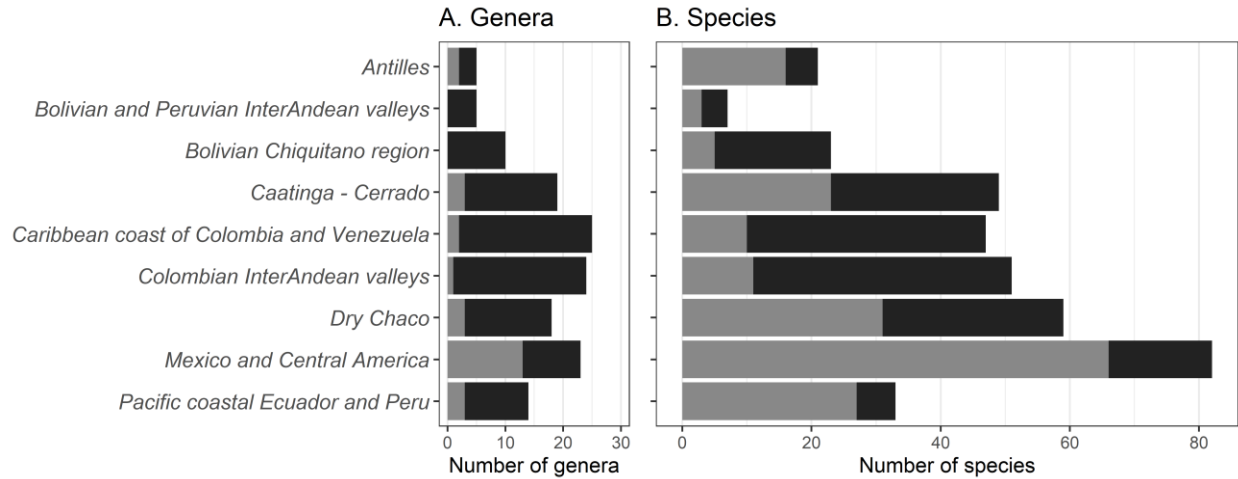 A. Genera
B. Species
Antilles
Bolivian and Peruvian InterAndean valleys
Bolivian Chiquitano region
Caatinga - Cerrado
Caribbean coast of Colombia and Venezuela
Colombian InterAndean valleys
Dry Chaco
Mexico and Central America
Pacific coastal Ecuador and Peru
0 10 20 30
0 20 40 60 80
Number of genera
Number of species